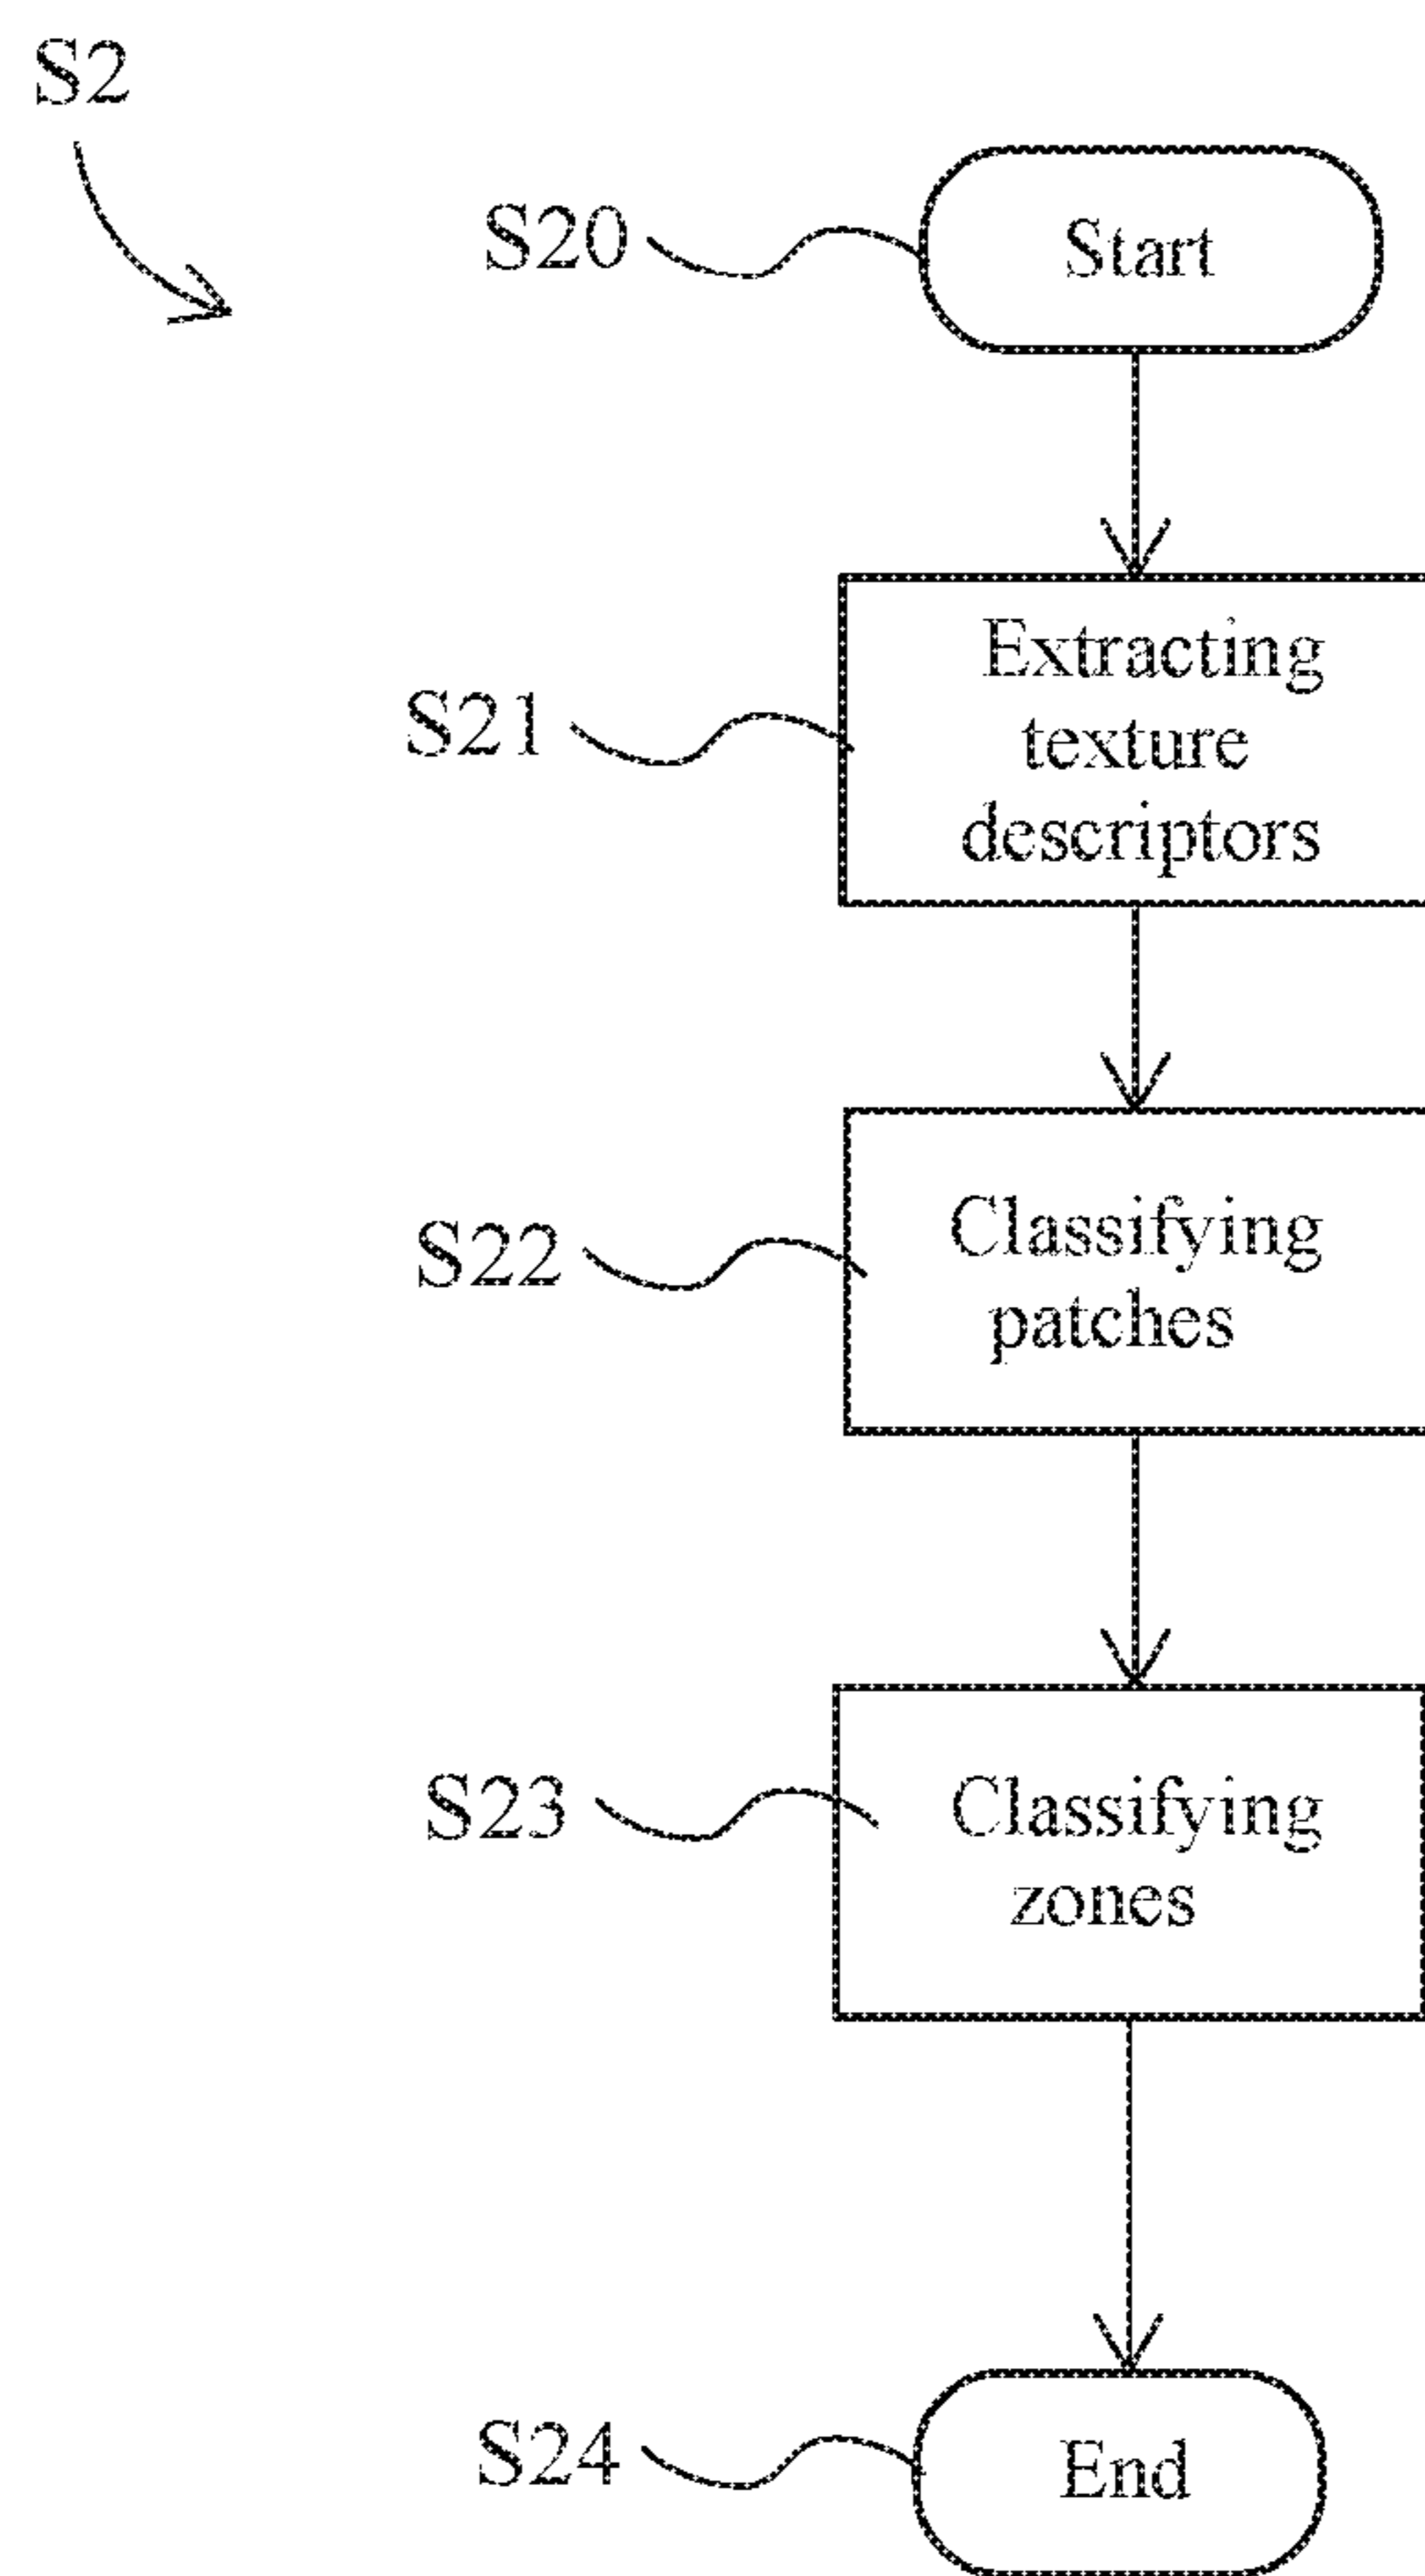 S2
S20
Start
S21
Extracting
texture
descriptors
S22
Classifying
patches
S23
Classifying
zones
S24
End